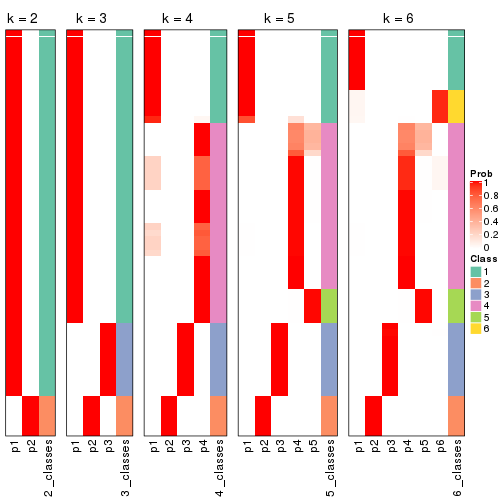 k = 2
k = 3
k = 4
k = 5
k = 6
Prob
1
0.8
0.6
0.4
0.2
0
Class
1
2
3
4
5
6
p1
p2
2_classes
p1
p2
p3
3_classes
p1
p2
p3
p4
4_classes
p1
p2
p3
p4
p5
5_classes
p1
p2
p3
p4
p5
p6
6_classes